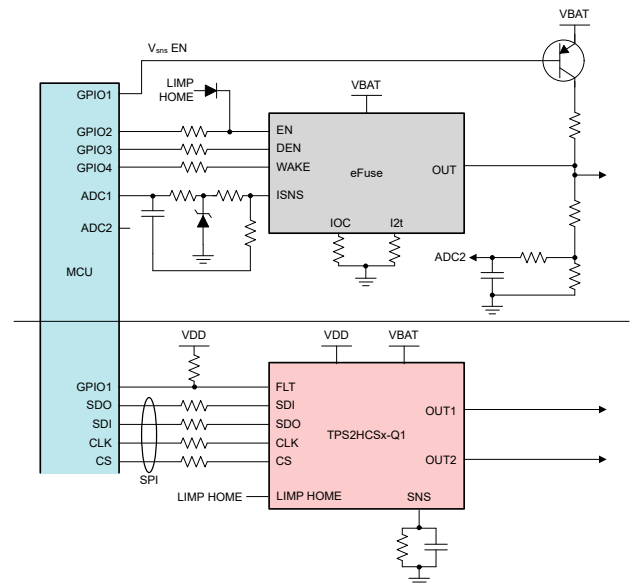 VBAT
Vsns EN
LIMP
HOME
VBAT
GPIO1
GPIO2
EN
GPIO3
DEN
GPIO4
WAKE
eFuse
OUT
ADC1
ISNS
ADC2
IOC
I2t
ADC2
MCU
VDD
VDD
VBAT
GPIO1
FLT
SDO
SDI
OUT1
SDI
SDO
TPS2HCSx-Q1
CLK
CLK
CS
CS
OUT2
SPI
LIMP HOME
LIMP HOME
SNS